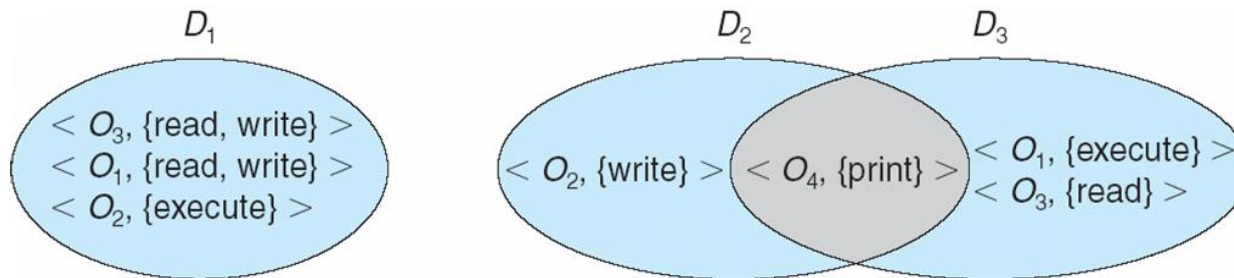 D₁
D₂
D₃
< O₃, {read, write} >
< O₁, {read, write} >
< O₂, {execute} >
< O₂, {write} >
< O₄, {print} >
< O₁, {execute} >
< O₃, {read} >